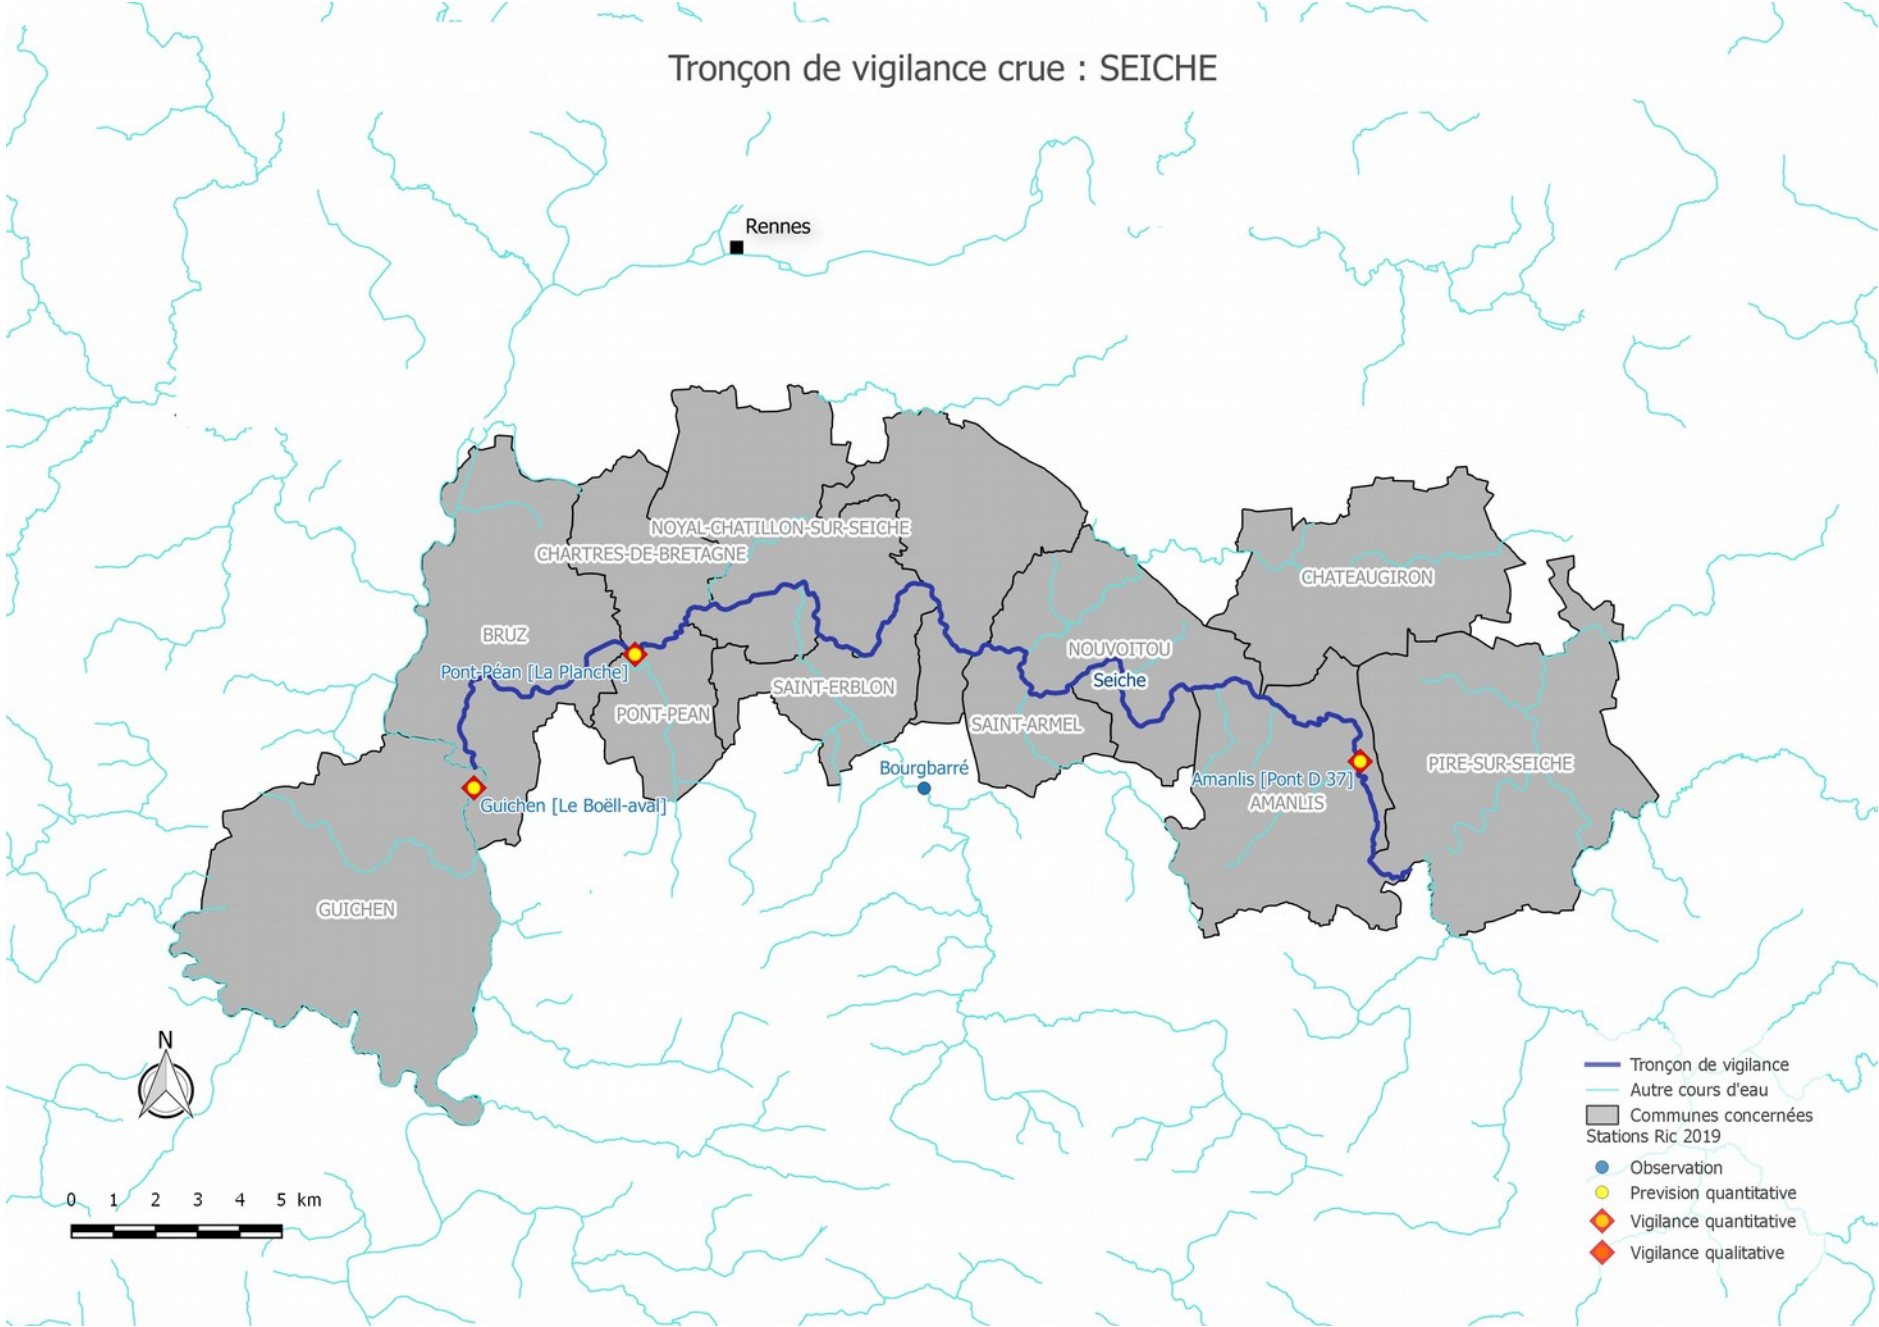 Tronçon de vigilance crue : SEICHE
Rennes
NOYAL-CHATILLON-SUR-SEICHE
CHARTRES-DE-BRETAGNE
CHATEAUGIRON
BRUZ
NOUVOITOU
Pont-Péan [La Planche]
Seiche
SAINT-ERBLON
PONT-PEAN
SAINT-ARMEL
Bourgbarré
PIRE-SUR-SEICHE
Amanlis [Pont D 37]
Guichen [Le Boëll-aval]
AMANLIS
GUICHEN
N
Tronçon de vigilance
Autre cours d'eau
Communes concernées
Stations Ric 2019
Observation
Prevision quantitative
Vigilance quantitative
Vigilance qualitative
0 1 2 3 4 5 km